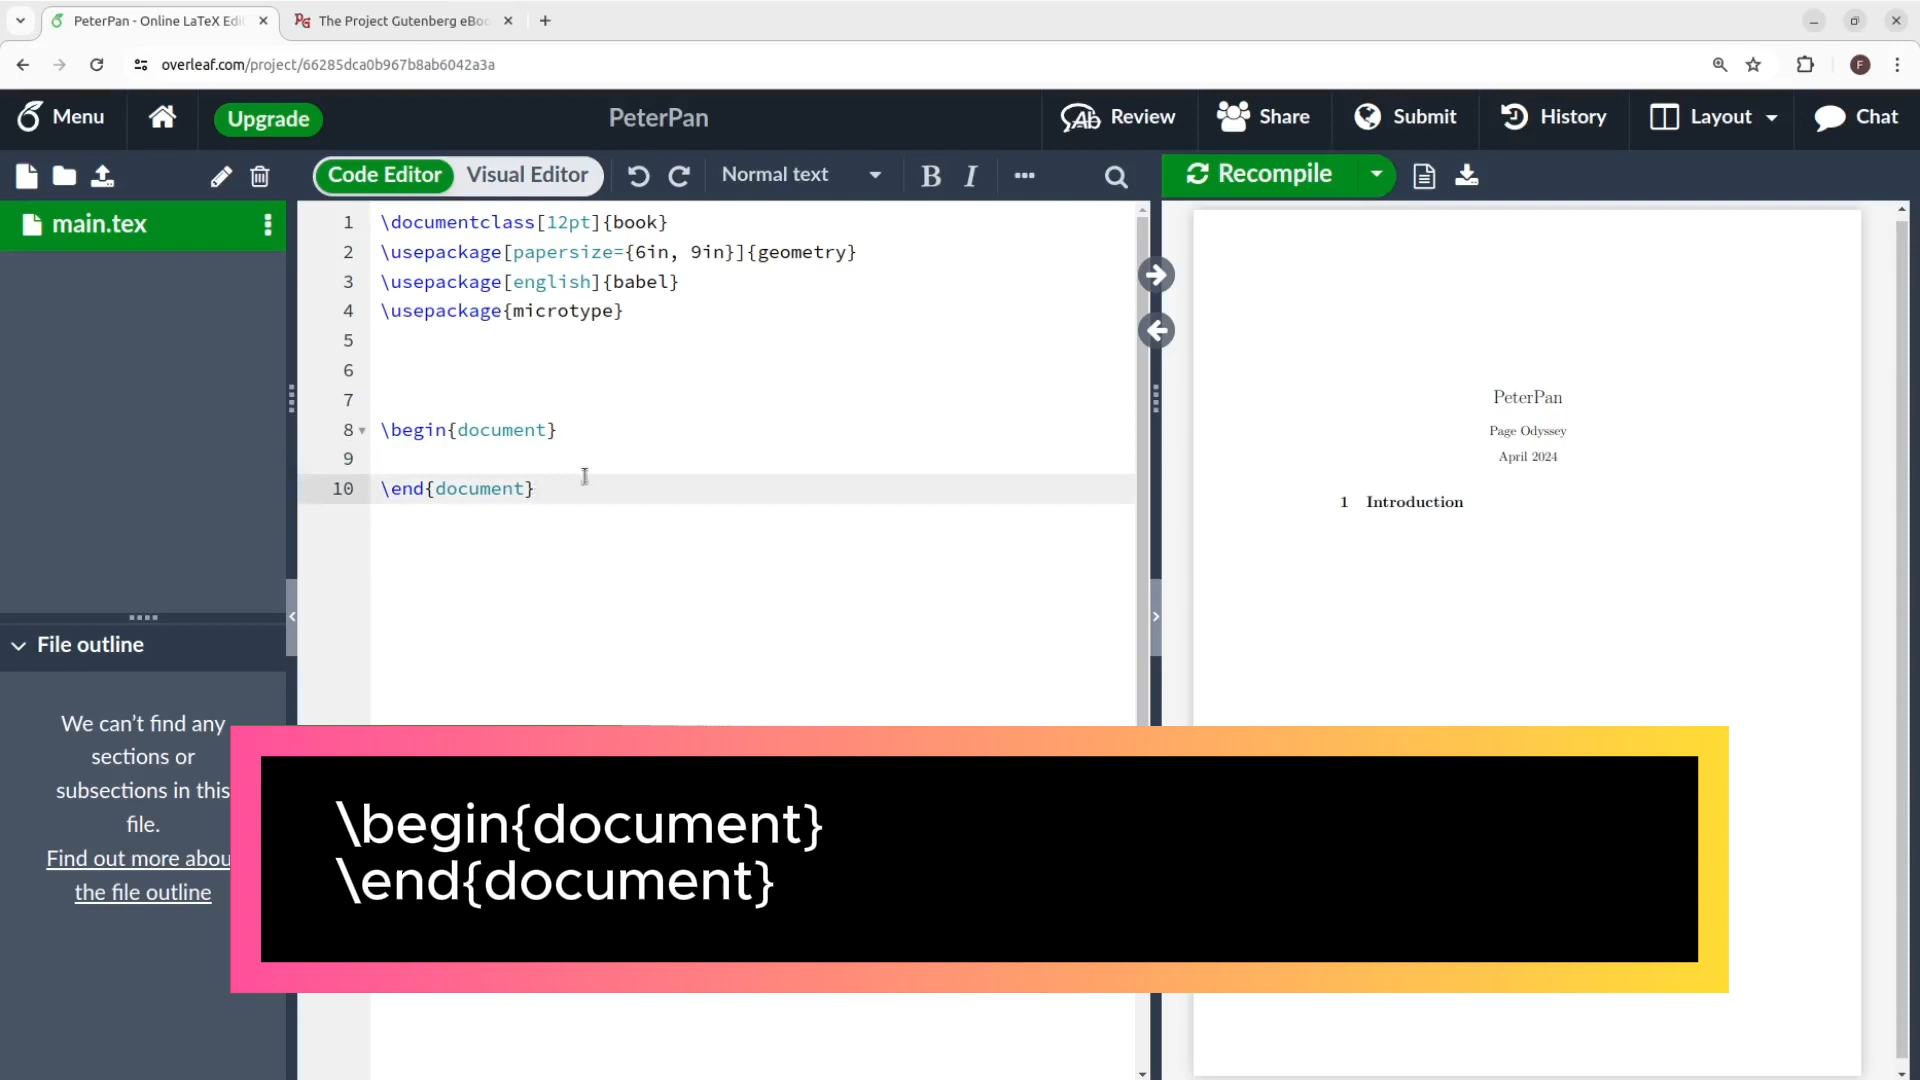 PeterPan - Online LaTeX Edi
The Project Gutenberg eBoo
overleaf.com/project/66285dca0b967b8ab6042a3a
F
Menu
Upgrade
PeterPan
Review
Share
Submit
History
Layout
Chat
Code Editor
Visual Editor
Normal text
B
I
Recompile
main.tex
1 \documentclass[12pt]{book}
2 \usepackage[papersize={6in, 9in}]{geometry}
3 \usepackage[english]{babel}
4 \usepackage{microtype}
5
6
7
8 \begin{document}
9
10 \end{document}
PeterPan
Page Odyssey
April 2024
1 Introduction
File outline
We can't find any
sections or
subsections in this
file.
Find out more abou
the file outline
\begin{document}
\end{document}